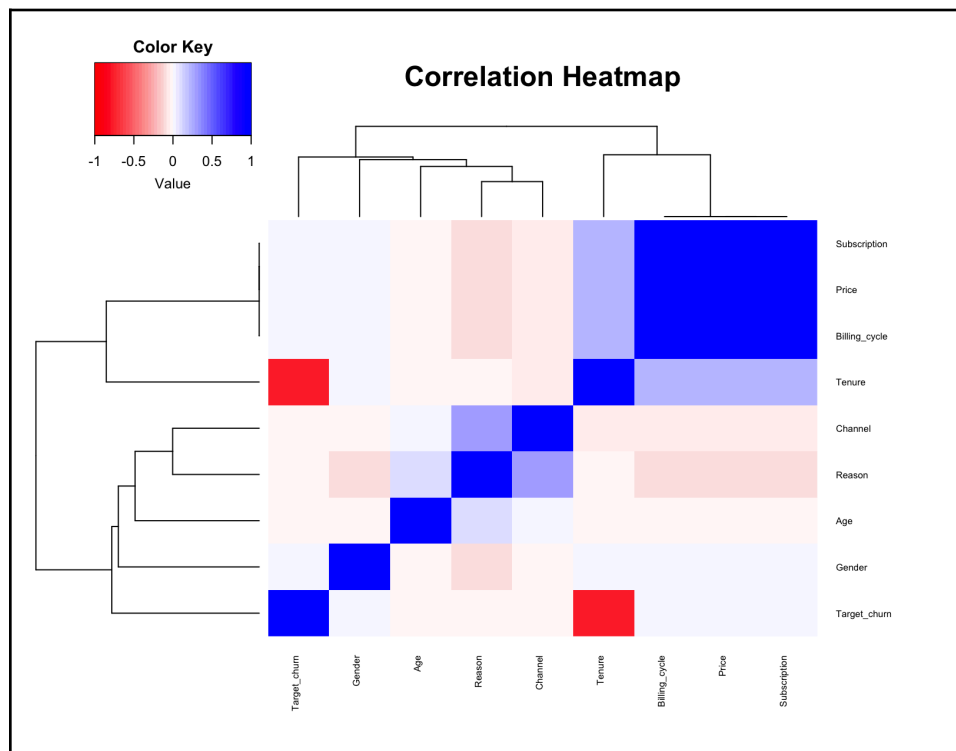 Color Key
Correlation Heatmap
-1 -0.5 0 0.5 1
Value
Subscription
Price
Billing_cycle
Tenure
Channel
Reason
Age
Gender
Target_churn
Target_churn
Gender
Age
Reason
Channel
Tenure
Billing_cycle
Price
Subscription